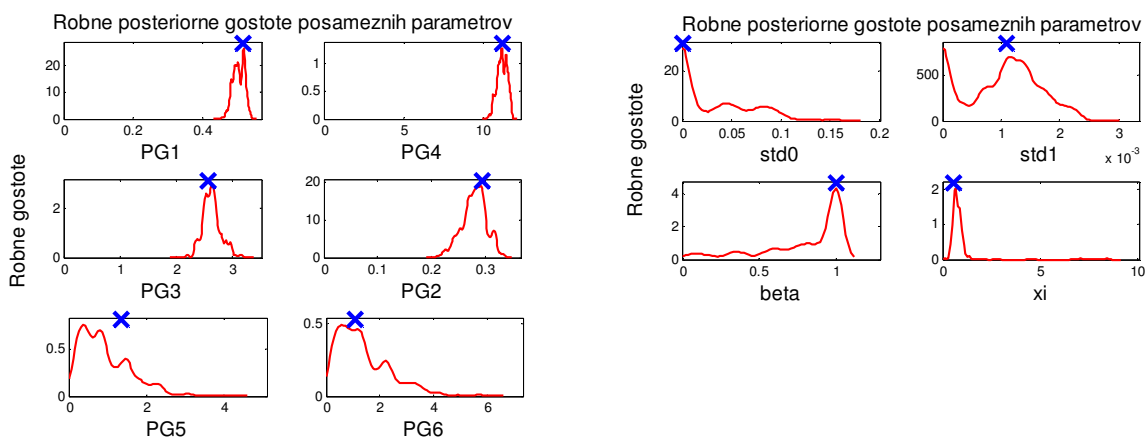 Robne posteriorne gostote posameznih parametrov
Robne gostote
20
10
0
0 0.2 0.4
PG1
1
0.5
0
0 5 10
PG4
2
0
0 1 2 3
PG3
20
10
0
0 0.1 0.2 0.3
PG2
0.5
0
0 2 4
PG5
0.5
0
0 2 4 6
PG6
Robne posteriorne gostote posameznih parametrov
Robne gostote
20
0
0 0.05 0.1 0.15 0.2
std0
500
0
0 1 2 3
x 10⁻³
std1
4
2
0
0 0.5 1
beta
2
1
0
0 5 10
xi